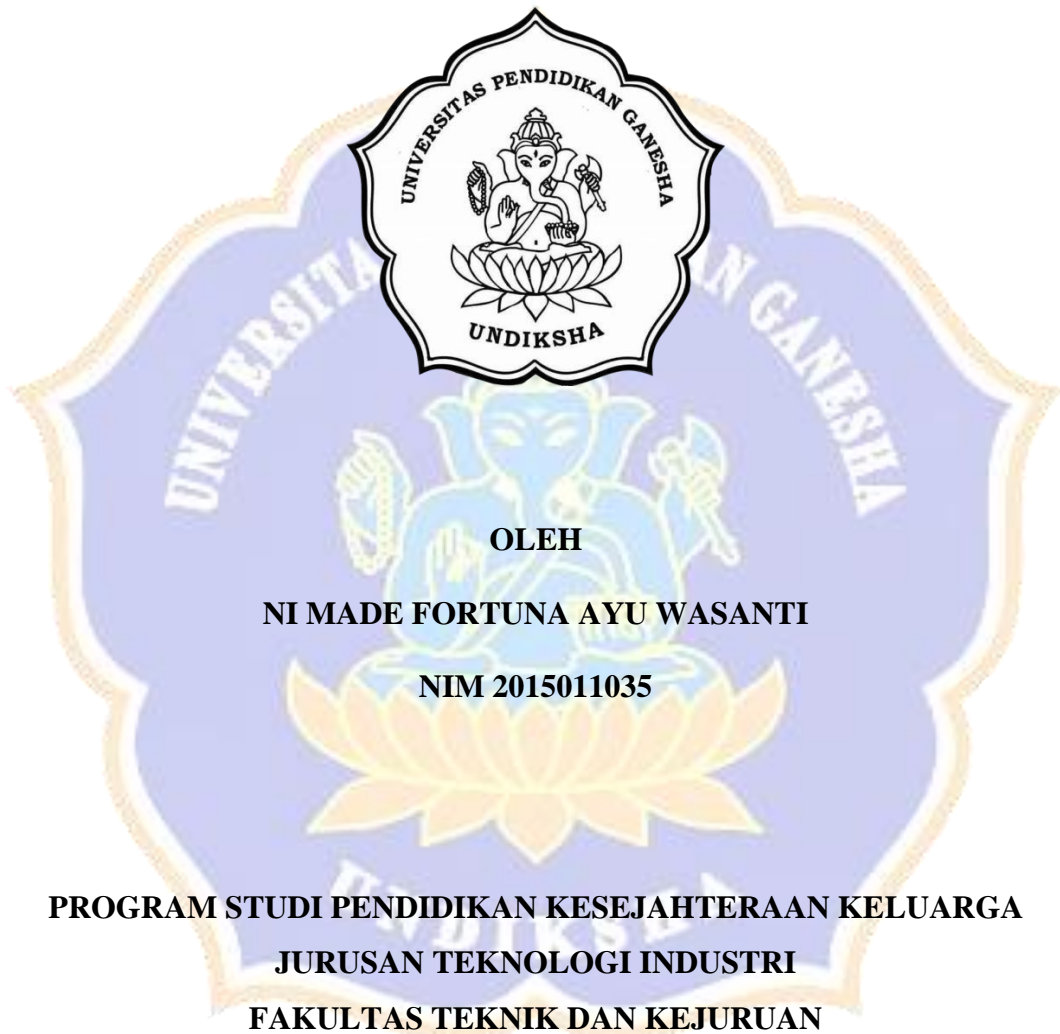 UNIVERSITAS PENDIDIKAN GANESHA
UNDIKSHA
OLEH
NI MADE FORTUNA AYU WASANTI
NIM 2015011035
PROGRAM STUDI PENDIDIKAN KESEJAHTERAAN KELUARGA
JURUSAN TEKNOLOGI INDUSTRI
FAKULTAS TEKNIK DAN KEJURUAN
UNDIKSHA